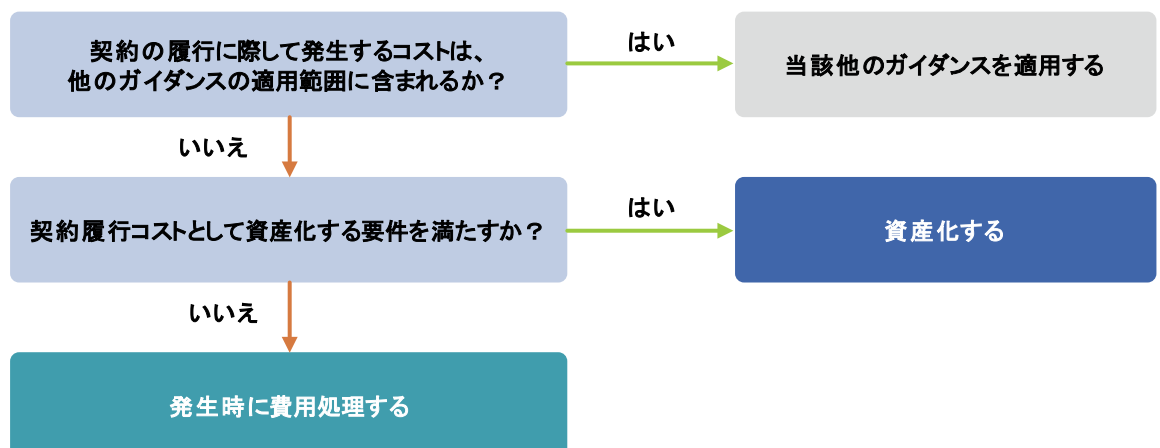 契約の履行に際して発生するコストは、
他のガイダンスの適用範囲に含まれるか？
はい
当該他のガイダンスを適用する
いいえ
契約履行コストとして資産化する要件を満たすか？
はい
資産化する
いいえ
発生時に費用処理する